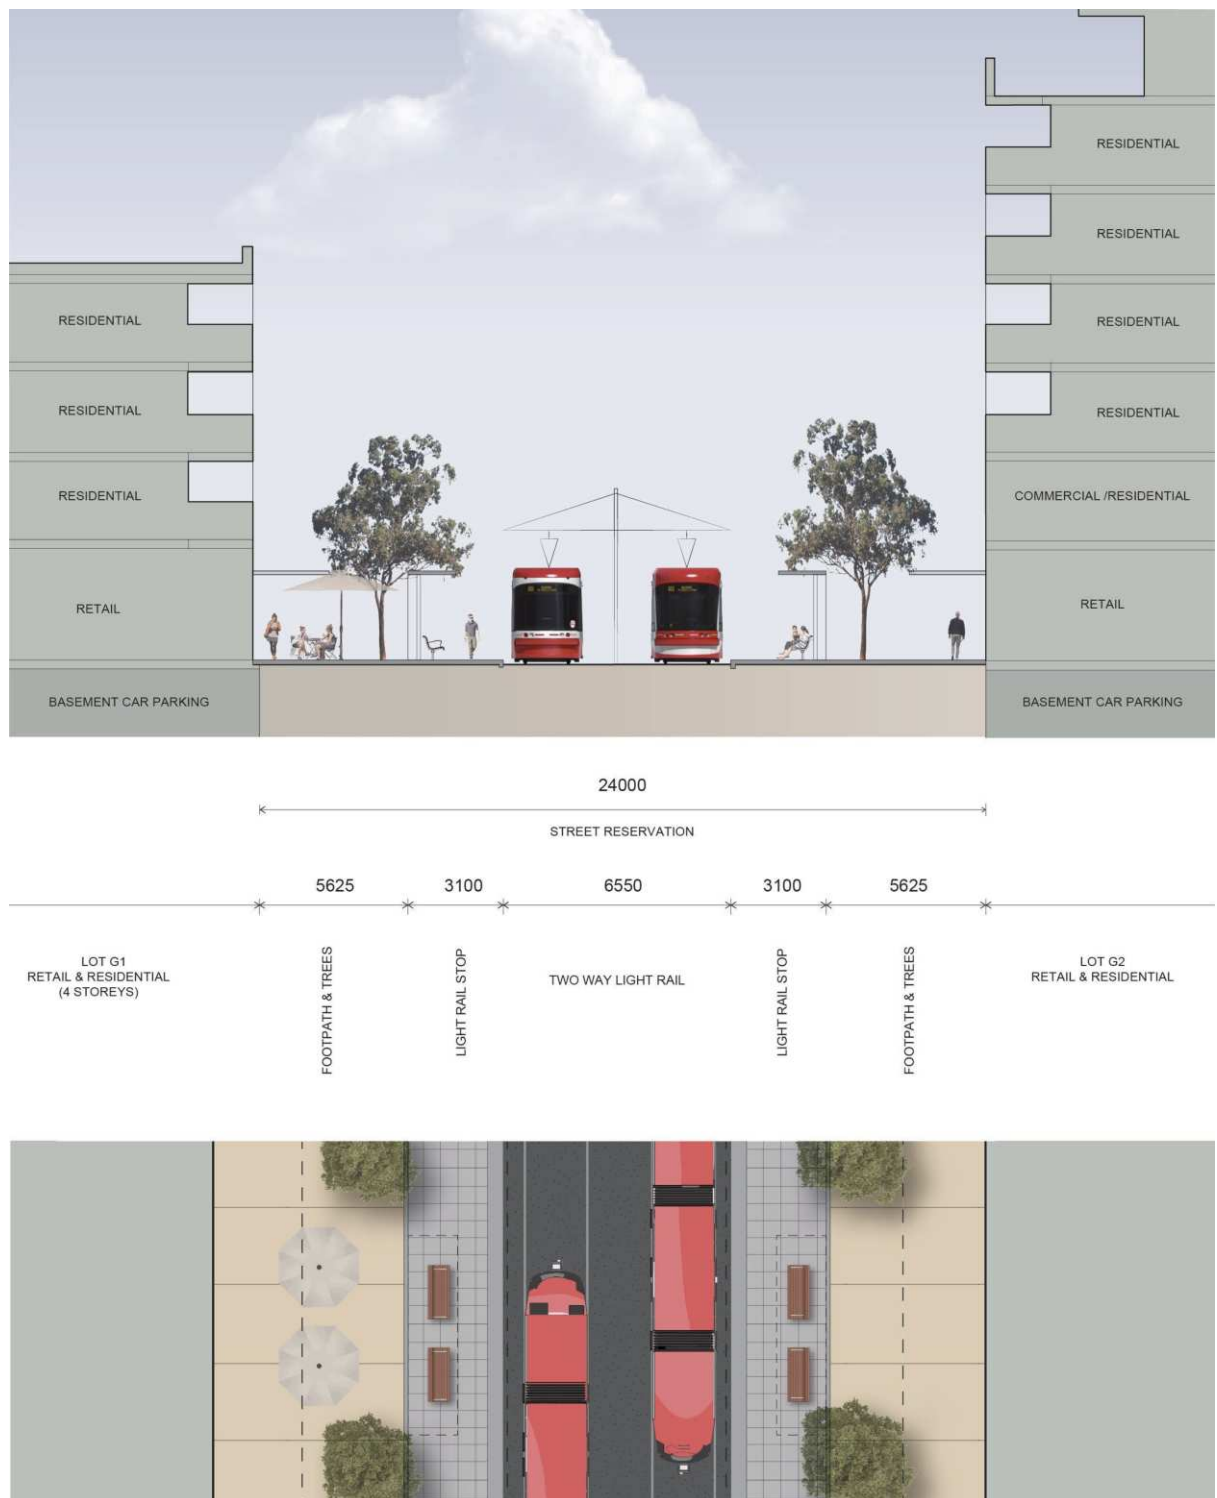 RESIDENTIAL
RESIDENTIAL
RESIDENTIAL
RESIDENTIAL
RESIDENTIAL
RESIDENTIAL
RESIDENTIAL
RESIDENTIAL
COMMERCIAL /RESIDENTIAL
RETAIL
RETAIL
BASEMENT CAR PARKING
BASEMENT CAR PARKING
24000
STREET RESERVATION
5625
3100
6550
3100
5625
LOT G1
RETAIL & RESIDENTIAL
(4 STOREYS)
FOOTPATH & TREES
LIGHT RAIL STOP
TWO WAY LIGHT RAIL
LIGHT RAIL STOP
FOOTPATH & TREES
LOT G2
RETAIL & RESIDENTIAL